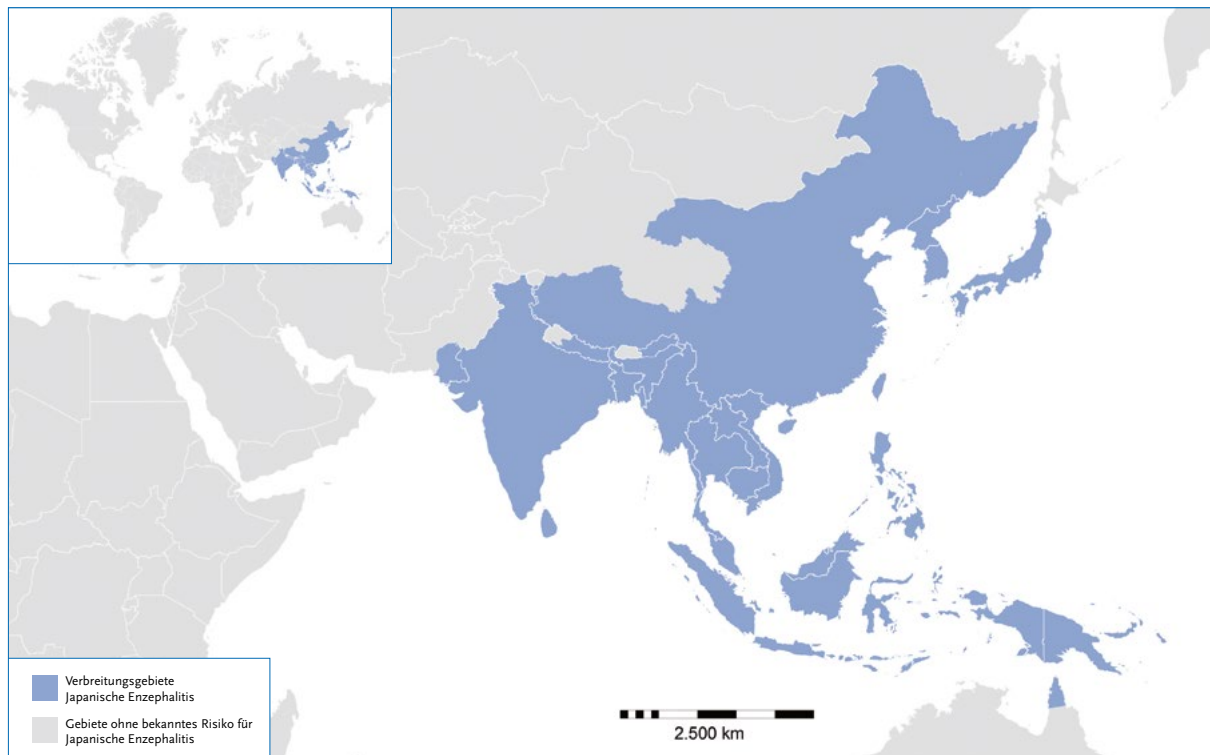 Verbreitungsgebiete
Japanische Enzephalitis
Gebiete ohne bekanntes Risiko für
Japanische Enzephalitis
2.500 km